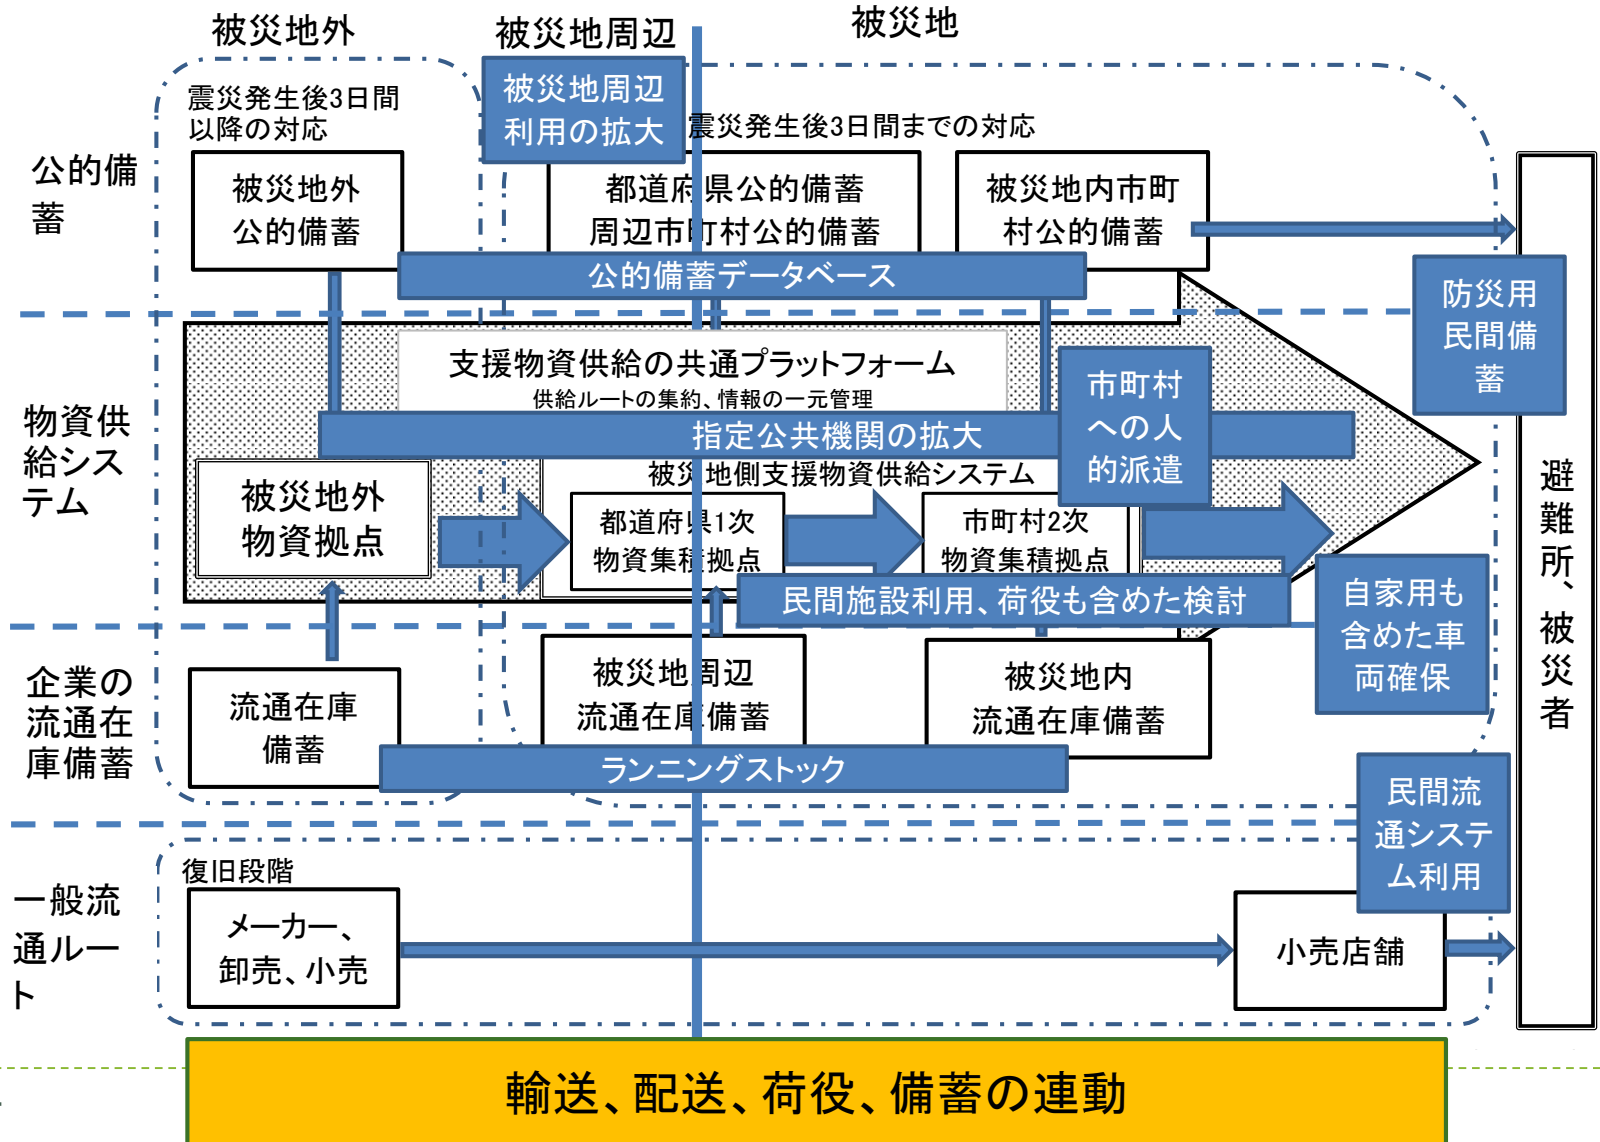 被災地外
被災地周辺
被災地
震災発生後3日間
以降の対応
被災地周辺
利用の拡大
震災発生後3日間までの対応
公的備
蓄
被災地外
公的備蓄
都道府県公的備蓄
周辺市町村公的備蓄
被災地内市町
村公的備蓄
公的備蓄データベース
防災用
民間備
蓄
物資供
給シス
テム
支援物資供給の共通プラットフォーム
供給ルートの集約、情報の一元管理
市町村
への人
的派遣
指定公共機関の拡大
被災地側支援物資供給システム
被災地外
物資拠点
都道府県1次
物資集積拠点
市町村2次
物資集積拠点
民間施設利用、荷役も含めた検討
自家用も
含めた車
両確保
避難所、被災者
企業の
流通在
庫備蓄
流通在庫
備蓄
被災地周辺
流通在庫備蓄
被災地内
流通在庫備蓄
ランニングストック
民間流
通システ
ム利用
一般流
通ルー
ト
復旧段階
メーカー、
卸売、小売
小売店舗
輸送、配送、荷役、備蓄の連動